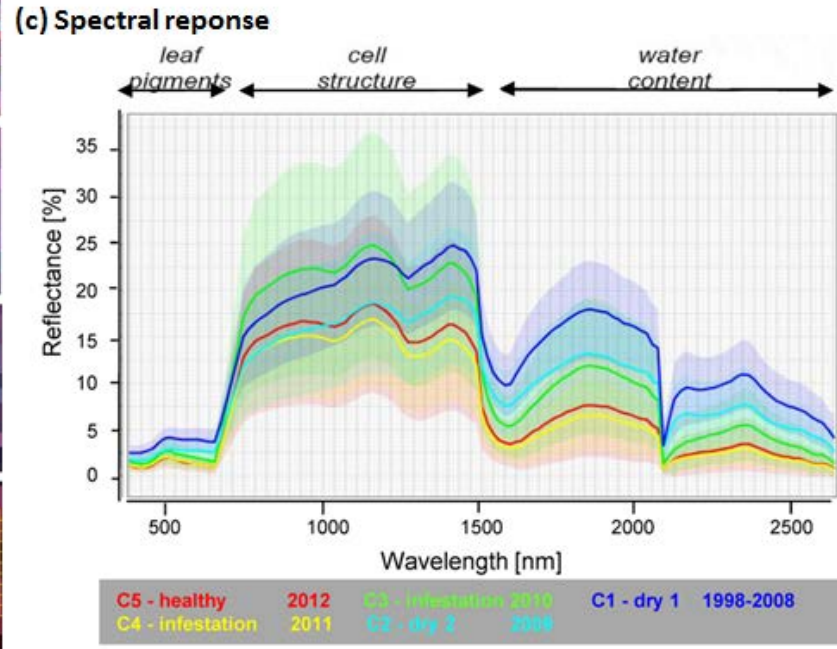 (c) Spectral reponse
leaf pigments
cell structure
water content
35
30
25
20
15
10
5
0
Reflectance [%]
500 1000 1500 2000 2500
Wavelength [nm]
C5 - healthy 2012 C3 - infestation 2010 C1 - dry 1 1998-2008
C4 - infestation 2011 C2 - dry 2 2009